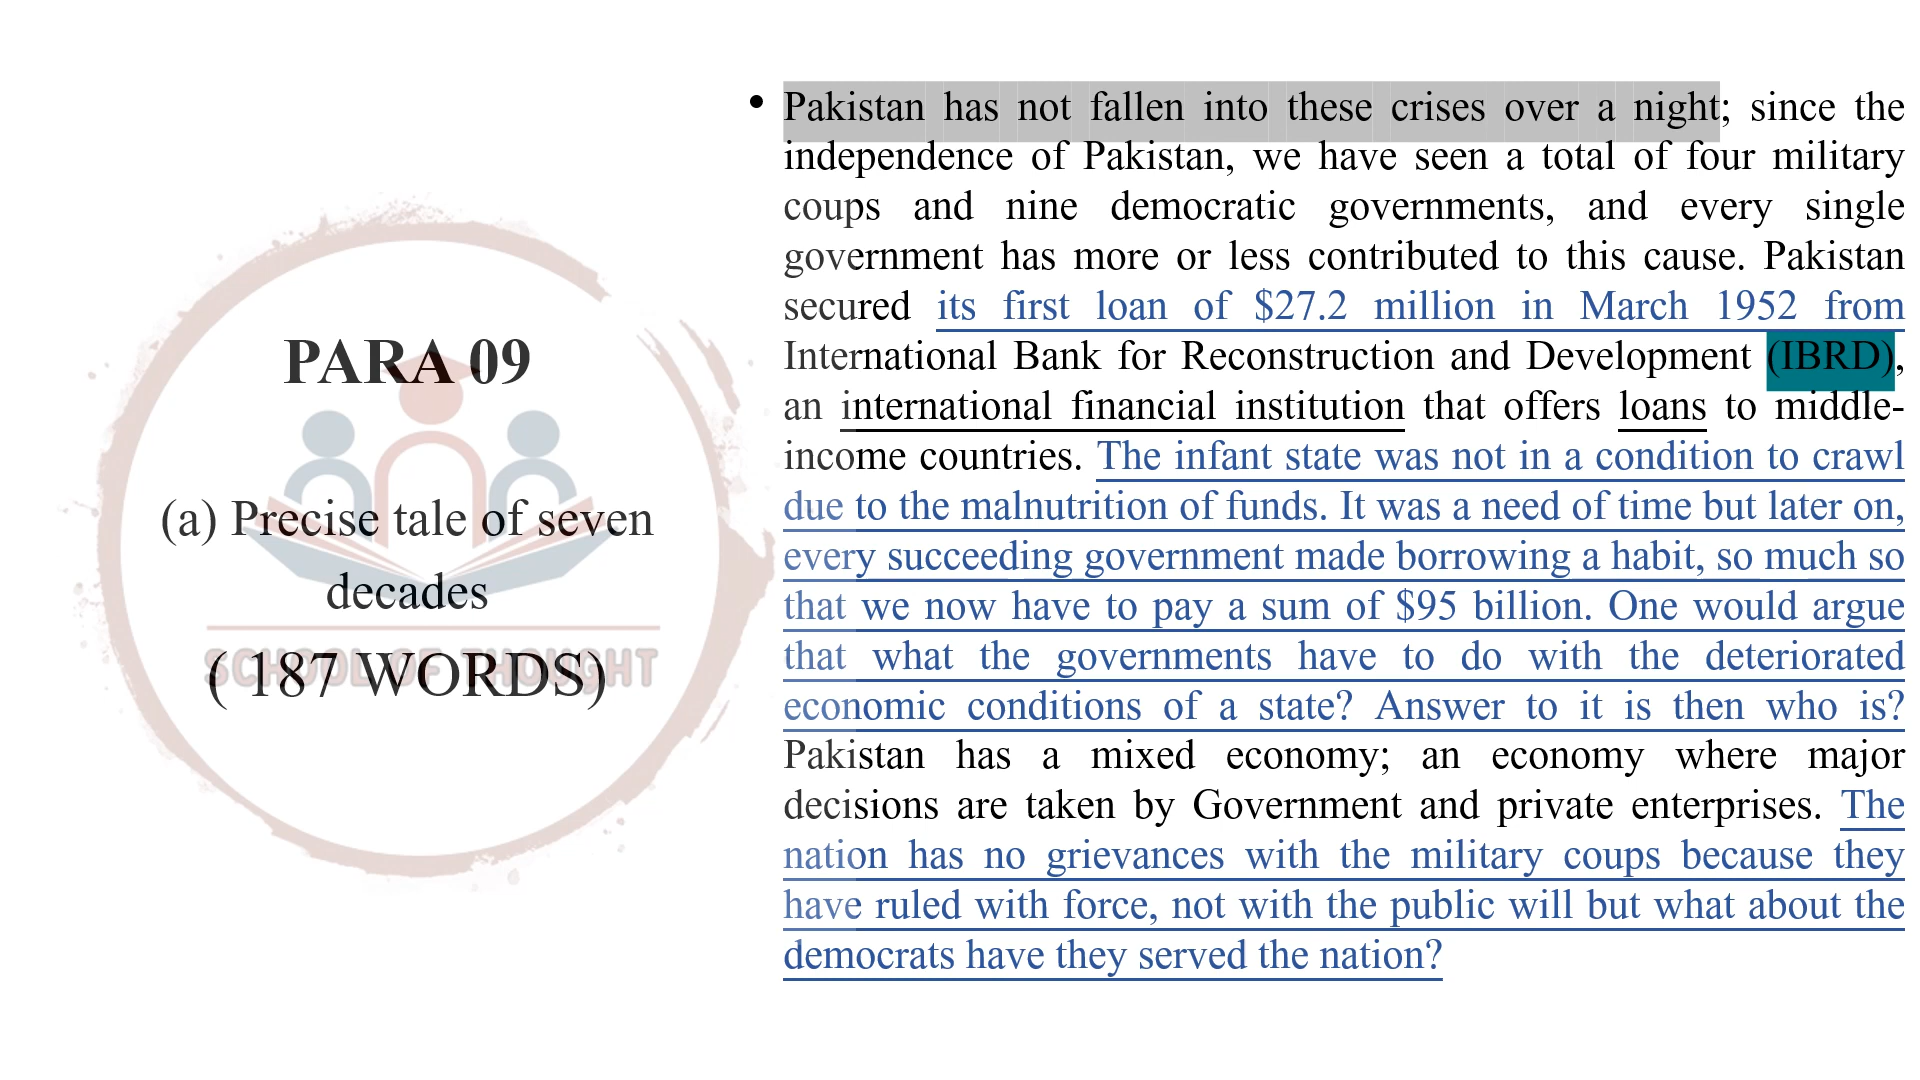 PARA 09
(a) Precise tale of seven
decades
( 187 WORDS)
SCHOOL OF THOUGHT
• Pakistan has not fallen into these crises over a night; since the
independence of Pakistan, we have seen a total of four military
coups and nine democratic governments, and every single
government has more or less contributed to this cause. Pakistan
secured its first loan of $27.2 million in March 1952 from
International Bank for Reconstruction and Development (IBRD),
an international financial institution that offers loans to middle-
income countries. The infant state was not in a condition to crawl
due to the malnutrition of funds. It was a need of time but later on,
every succeeding government made borrowing a habit, so much so
that we now have to pay a sum of $95 billion. One would argue
that what the governments have to do with the deteriorated
economic conditions of a state? Answer to it is then who is?
Pakistan has a mixed economy; an economy where major
decisions are taken by Government and private enterprises. The
nation has no grievances with the military coups because they
have ruled with force, not with the public will but what about the
democrats have they served the nation?